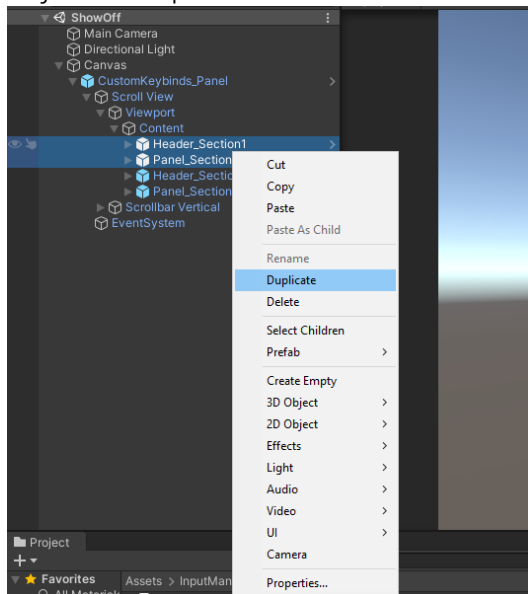 ShowOff
Main Camera
Directional Light
Canvas
CustomKeybinds_Panel
Scroll View
Viewport
Content
Header_Section1
Panel_Section
Header_Sectio
Panel_Section
Scrollbar Vertical
EventSystem
Cut
Copy
Paste
Paste As Child
Rename
Duplicate
Delete
Select Children
Prefab
Create Empty
3D Object
2D Object
Effects
Light
Audio
Video
UI
Camera
Properties...
Project
Favorites
Assets > InputMan